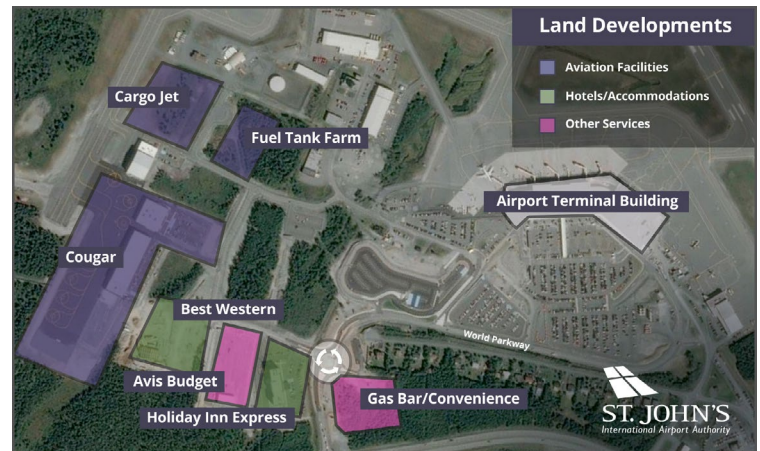 Land Developments
Aviation Facilities
Hotels/Accommodations
Other Services
Cargo Jet
Fuel Tank Farm
Airport Terminal Building
Cougar
Best Western
World Parkway
Avis Budget
Gas Bar/Convenience
Holiday Inn Express
ST. JOHN'S
International Airport Authority